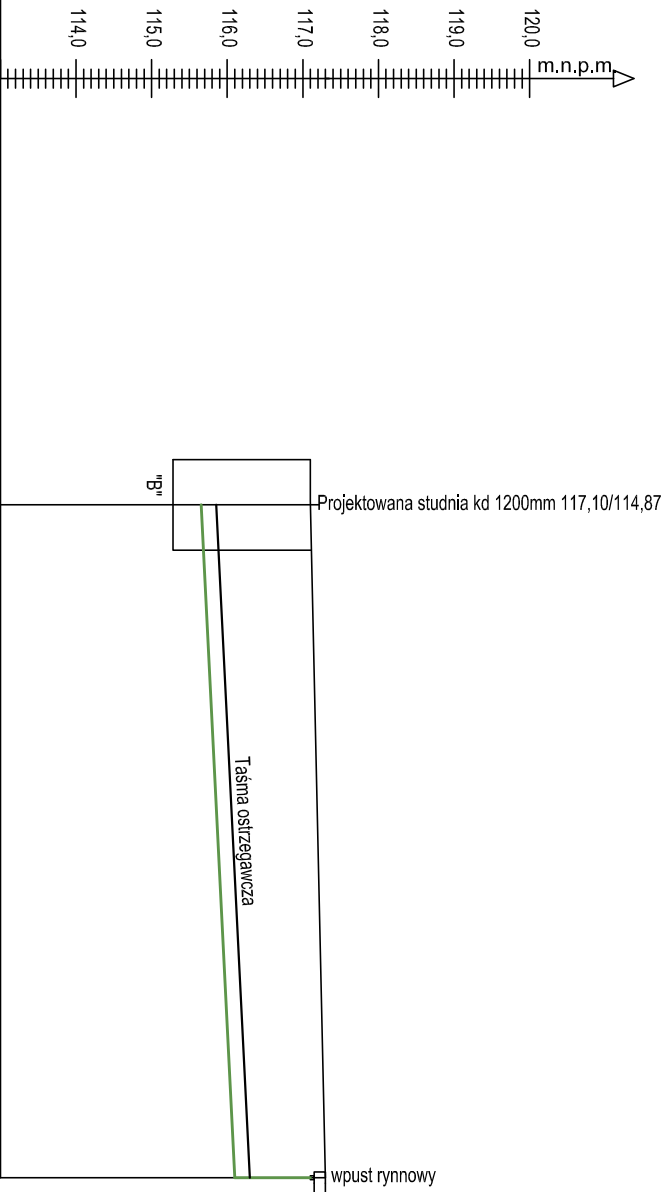 114,0
115,0
116,0
117,0
118,0
119,0
120,0
m.n.p.m.
"B"
Projektowana studnia kd 1200mm 117,10/114,87
Taśma ostrzegawcza
wpust rynnowy